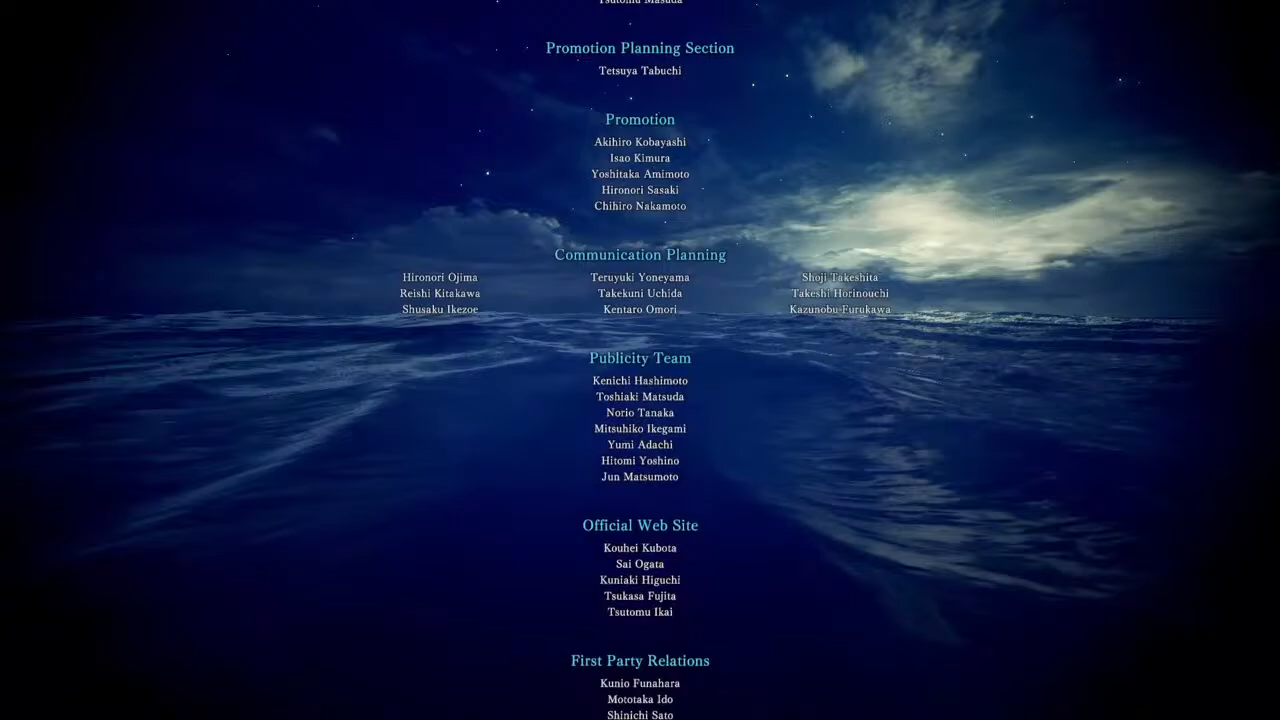 Tsutomu Masuda
Promotion Planning Section
Tetsuya Tabuchi
Promotion
Akihiro Kobayashi
Isao Kimura
Yoshitaka Amimoto
Hironori Sasaki
Chihiro Nakamoto
Communication Planning
Hironori Ojima Teruyuki Yoneyama Shoji Takeshita
Reishi Kitakawa Takekuni Uchida Takeshi Horinouchi
Shusaku Ikezoe Kentaro Omori Kazunobu Furukawa
Publicity Team
Kenichi Hashimoto
Toshiaki Matsuda
Norio Tanaka
Mitsuhiko Ikegami
Yumi Adachi
Hitomi Yoshino
Jun Matsumoto
Official Web Site
Kouhei Kubota
Sai Ogata
Kuniaki Higuchi
Tsukasa Fujita
Tsutomu Ikai
First Party Relations
Kunio Funahara
Mototaka Ido
Shinichi Sato